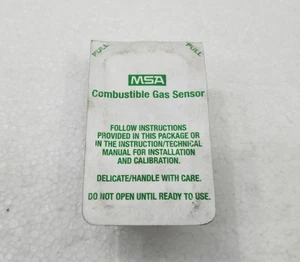 PULL PULL
MSA
Combustible Gas Sensor
FOLLOW INSTRUCTIONS
PROVIDED IN THIS PACKAGE OR
IN THE INSTRUCTION/TECHNICAL
MANUAL FOR INSTALLATION
AND CALIBRATION.
DELICATE/HANDLE WITH CARE.
DO NOT OPEN UNTIL READY TO USE.